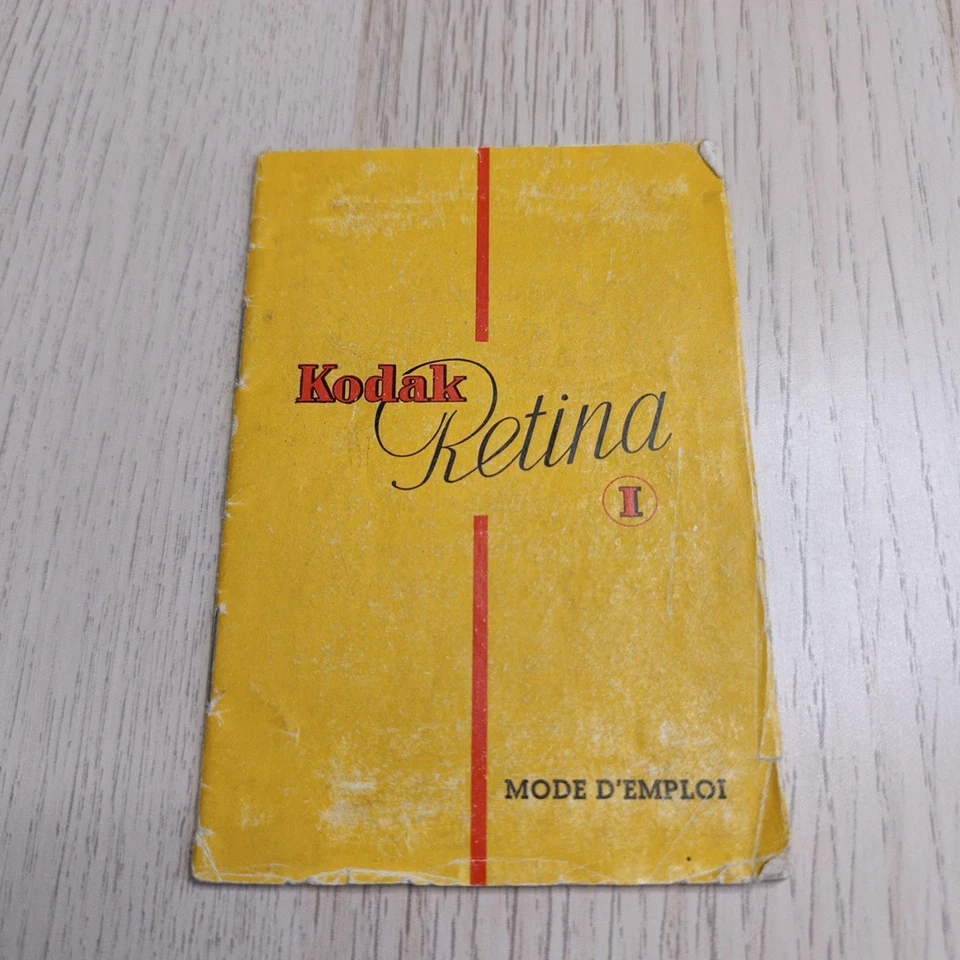 Kodak
Retina
I
MODE D'EMPLOI